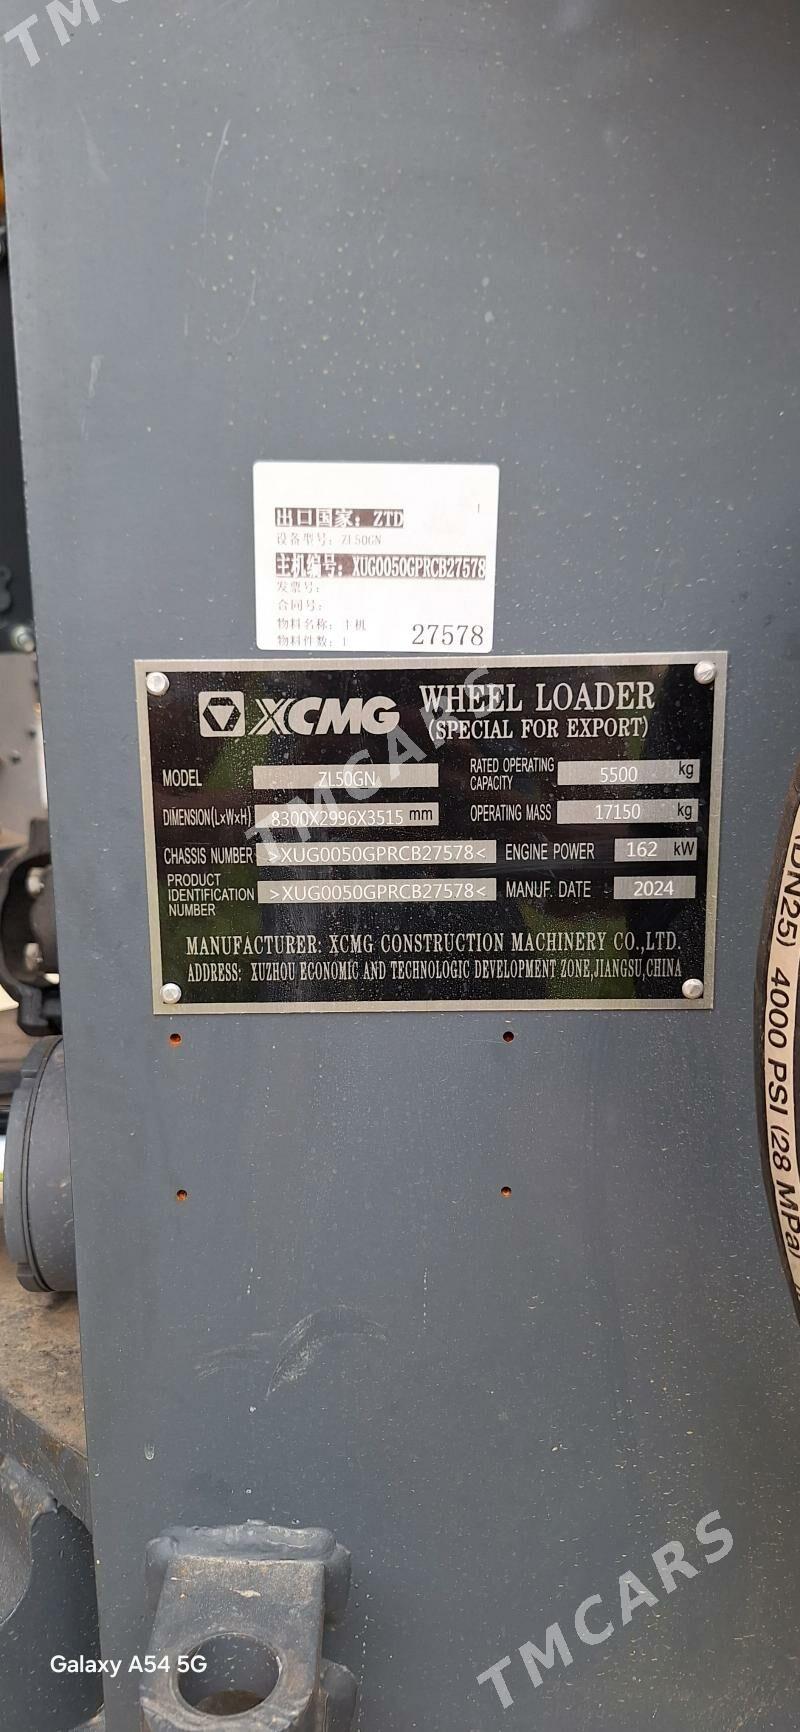 TMCARS
出口国家：ZTD
1
设备型号：ZL50GN
主机编号：XUG0050GPRCB27578
发票号：
合同号：
物料名称：主机
物料件数：1
27578
XCMG WHEEL LOADER
(SPECIAL FOR EXPORT)
MODEL ZL50GN
RATED OPERATING CAPACITY 5500 kg
DIMENSION(LxWxH) 8300X2996X3515 mm
OPERATING MASS 17150 kg
CHASSIS NUMBER >XUG0050GPRCB27578<
ENGINE POWER 162 kW
PRODUCT IDENTIFICATION NUMBER >XUG0050GPRCB27578<
MANUF. DATE 2024
MANUFACTURER: XCMG CONSTRUCTION MACHINERY CO.,LTD.
ADDRESS: XUZHOU ECONOMIC AND TECHNOLOGIC DEVELOPMENT ZONE,JIANGSU,CHINA
TMCARS
(DN25) 4000 PSI (28 MPa)
Galaxy A54 5G
TMCARS